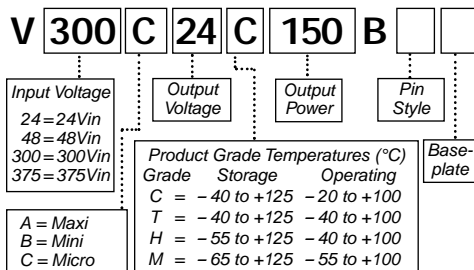 V 300 C 24 C 150 B
Input Voltage
24 = 24Vin
48 = 48Vin
300 = 300Vin
375 = 375Vin
Output Voltage
Output Power
Pin Style
Base-
plate
A = Maxi
B = Mini
C = Micro
Product Grade Temperatures (°C)
Grade Storage Operating
C = – 40 to +125 – 20 to +100
T = – 40 to +125 – 40 to +100
H = – 55 to +125 – 40 to +100
M = – 65 to +125 – 55 to +100